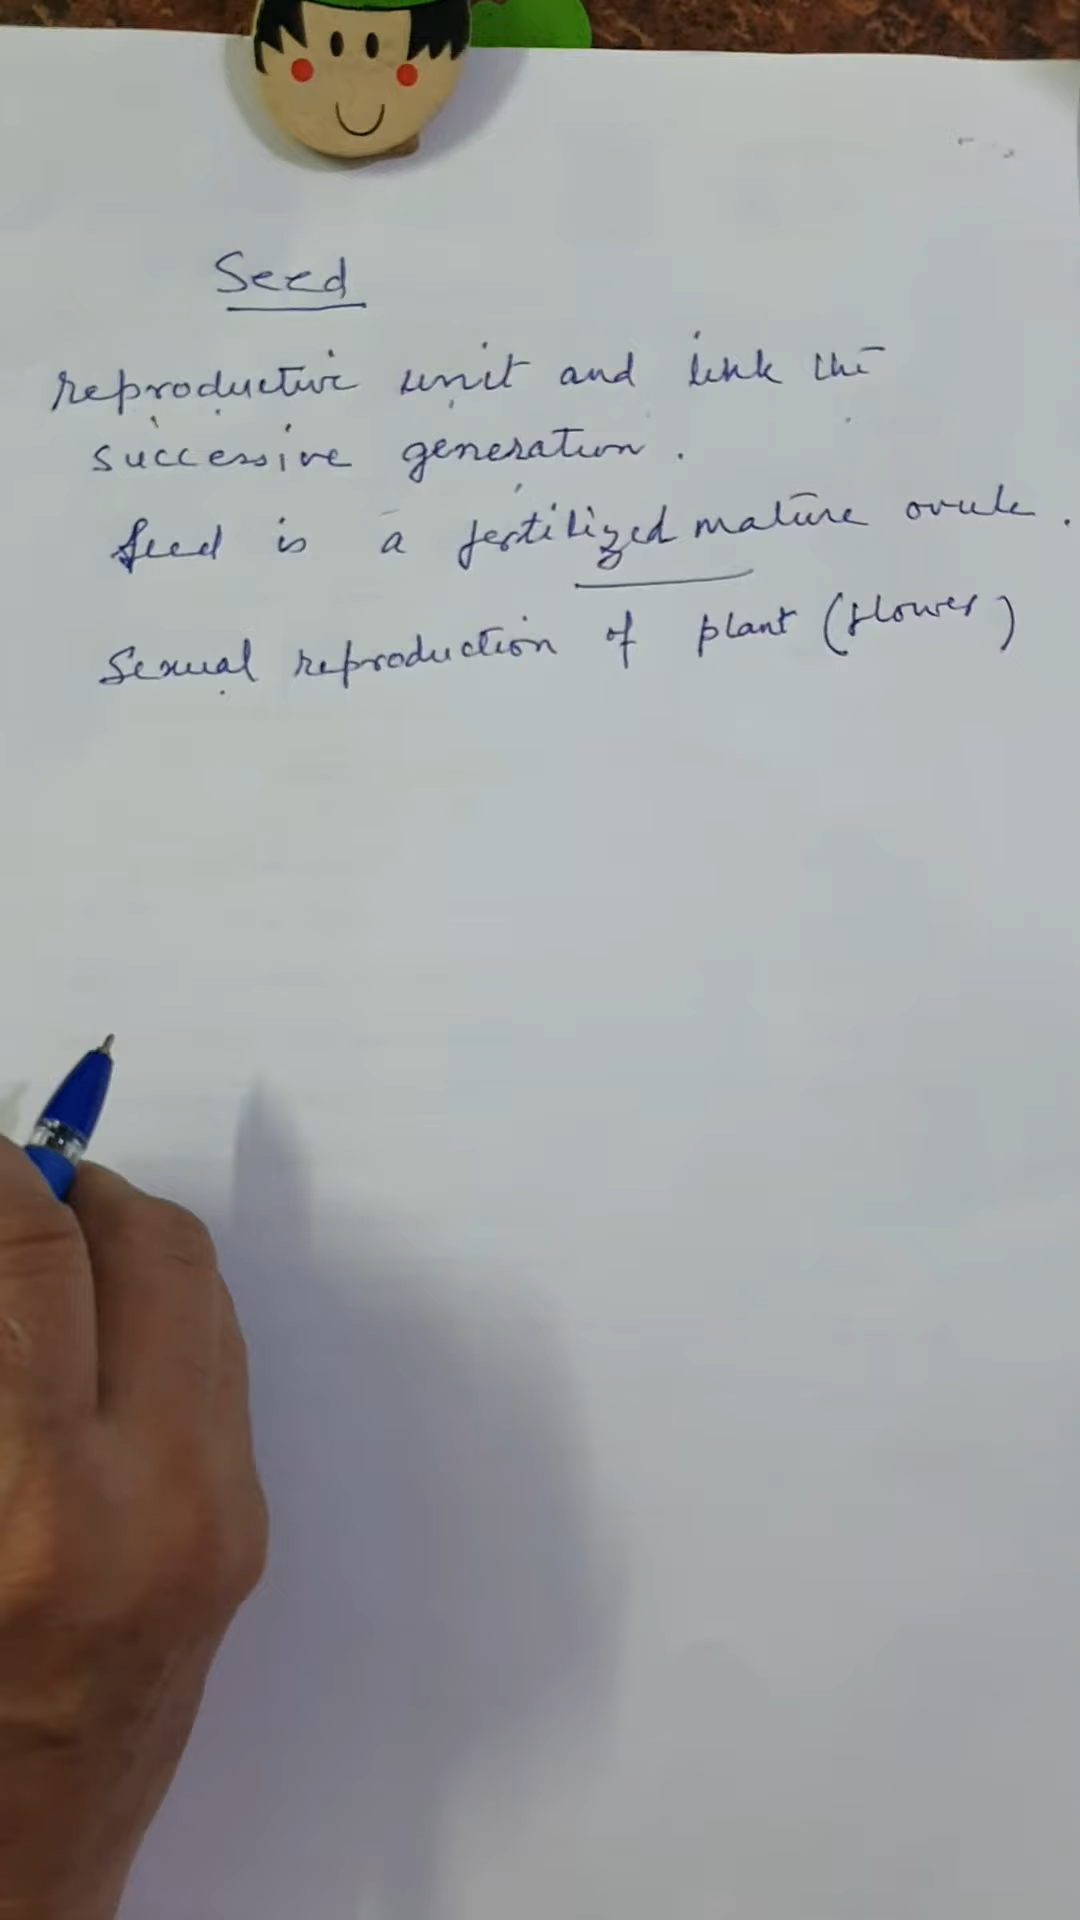 Seed
reproductive unit and link the
successive generation.
Seed is a fertilized mature ovule.
Sexual reproduction of plant (flower)